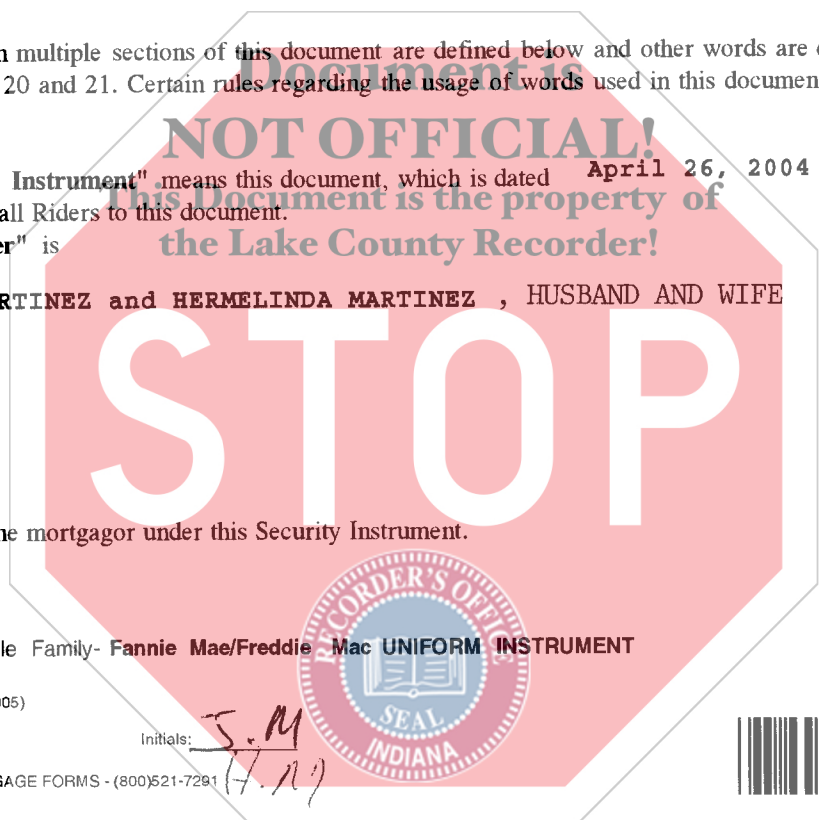 n multiple sections of this document are defined below and other words are
Document is
20 and 21. Certain rules regarding the usage of words used in this documen
NOT OFFICIAL!
Instrument" means this document, which is dated April 26, 2004
This Document is the property of
all Riders to this document.
er" is
the Lake County Recorder!
RTINEZ and HERMELINDA MARTINEZ , HUSBAND AND WIFE
STOP
he mortgagor under this Security Instrument.
RECORDER'S OFFICE
le Family- Fannie Mae/Freddie Mac UNIFORM INSTRUMENT
005)
SEAL
INDIANA
Initials: J.M
H.M
GAGE FORMS - (800)521-7291